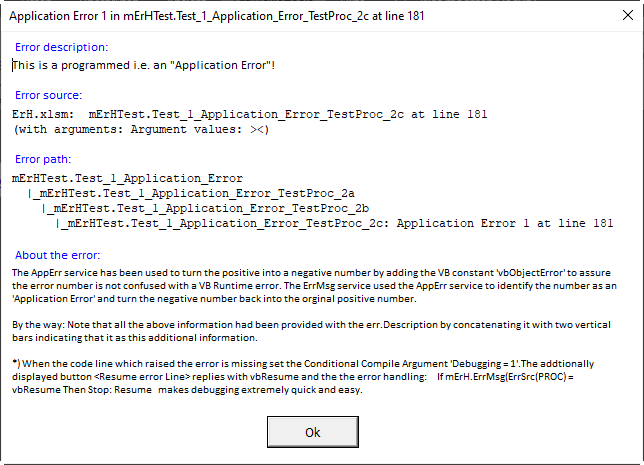 Application Error 1 in mErHTest.Test_1_Application_Error_TestProc_2c at line 181
Error description:
This is a programmed i.e. an "Application Error"!
Error source:
ErH.xlsm:  mErHTest.Test_1_Application_Error_TestProc_2c at line 181
(with arguments: Argument values: ><)
Error path:
mErHTest.Test_1_Application_Error
|_mErHTest.Test_1_Application_Error_TestProc_2a
|_mErHTest.Test_1_Application_Error_TestProc_2b
|_mErHTest.Test_1_Application_Error_TestProc_2c: Application Error 1 at line 181
About the error:
The AppErr service has been used to turn the positive into a negative number by adding the VB constant 'vbObjectError' to assure
the error number is not confused with a VB Runtime error. The ErrMsg service used the AppErr service to identify the number as an
'Application Error' and turn the negative number back into the orginal positive number.
By the way: Note that all the above information had been provided with the err.Description by concatenating it with two vertical
bars indicating that it as this additional information.
*) When the code line which raised the error is missing set the Conditional Compile Argument 'Debugging = 1'.The addtionally
displayed button <Resume error Line> replies with vbResume and the the error handling:    If mErH.ErrMsg(ErrSrc(PROC) =
vbResume Then Stop: Resume   makes debugging extremely quick and easy.
Ok